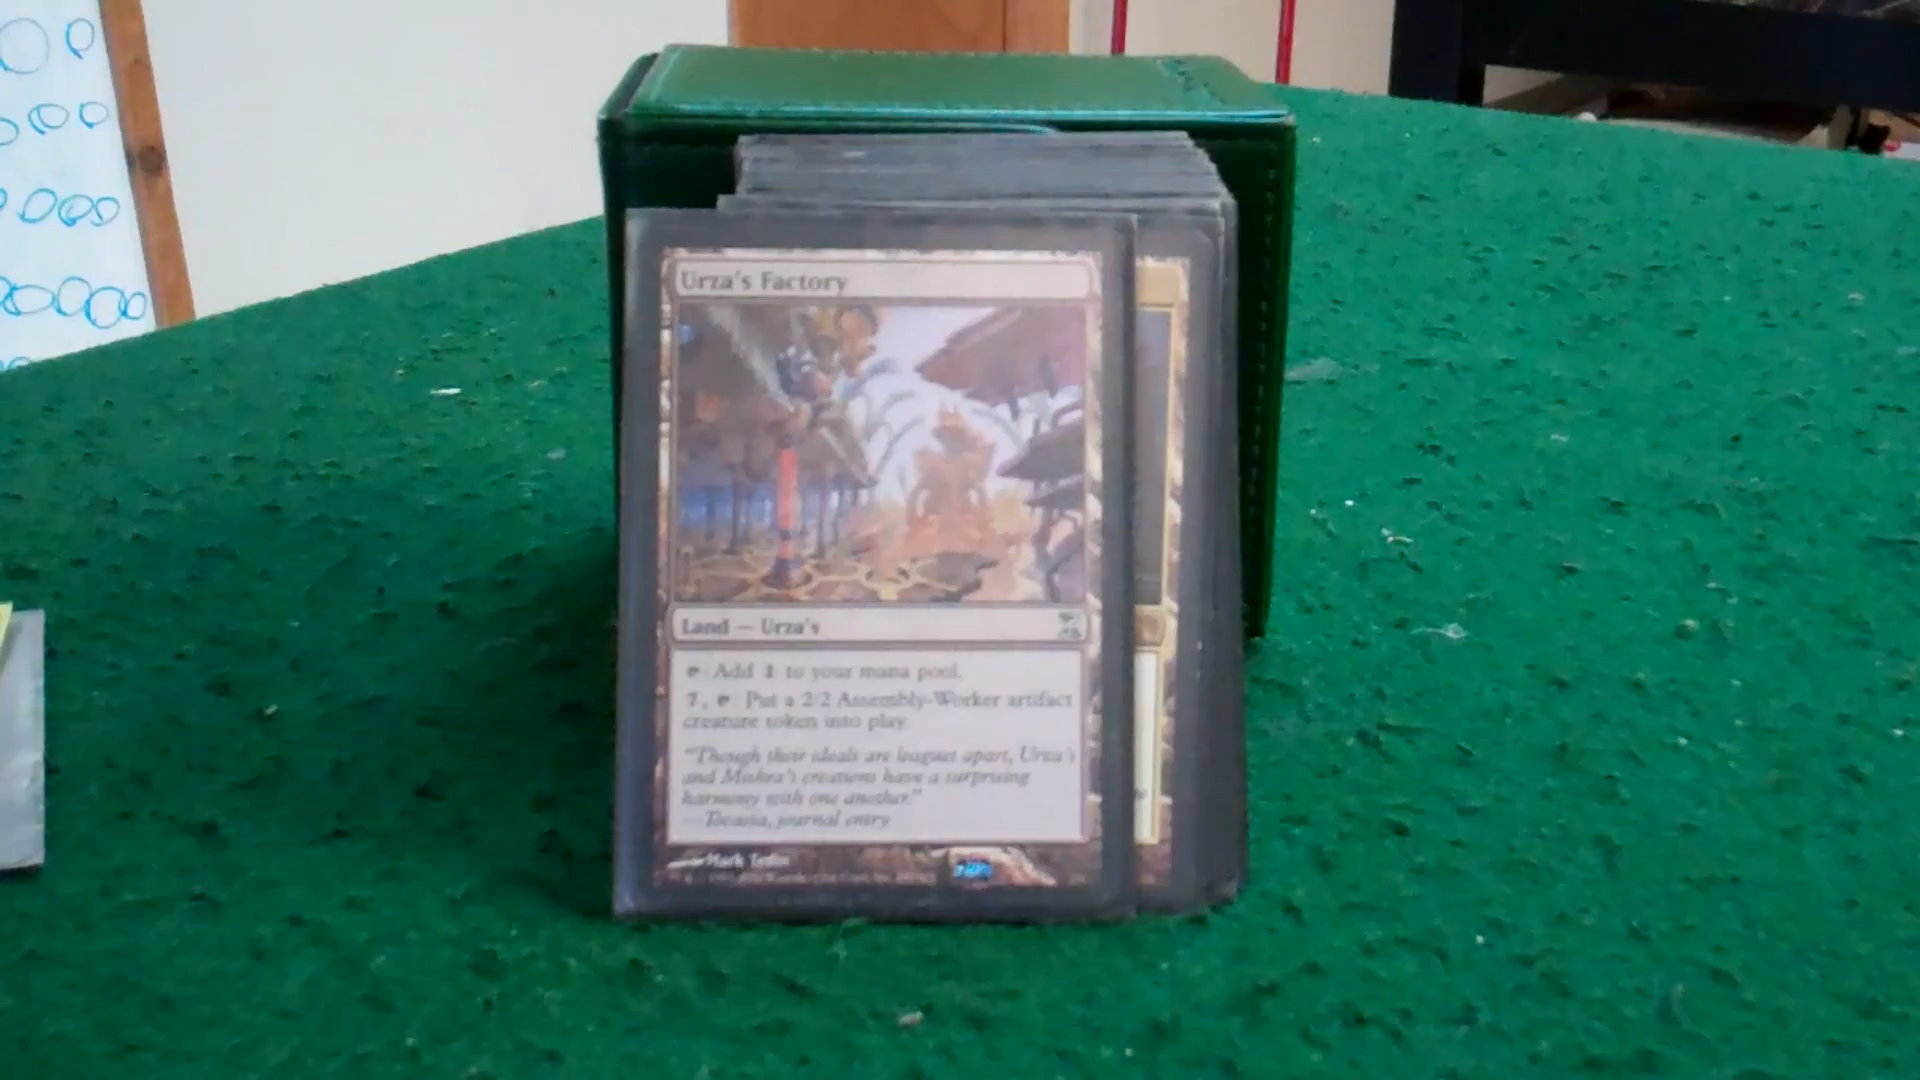 Urza's Factory
Land — Urza's
: Add 1 to your mana pool.
7, : Put a 2/2 Assembly-Worker artifact
creature token into play.
"Though their ideals are leagues apart, Urza's
and Mishra's creations have a surprising
harmony with one another."
—Tocasia, journal entry
Mark Tedin